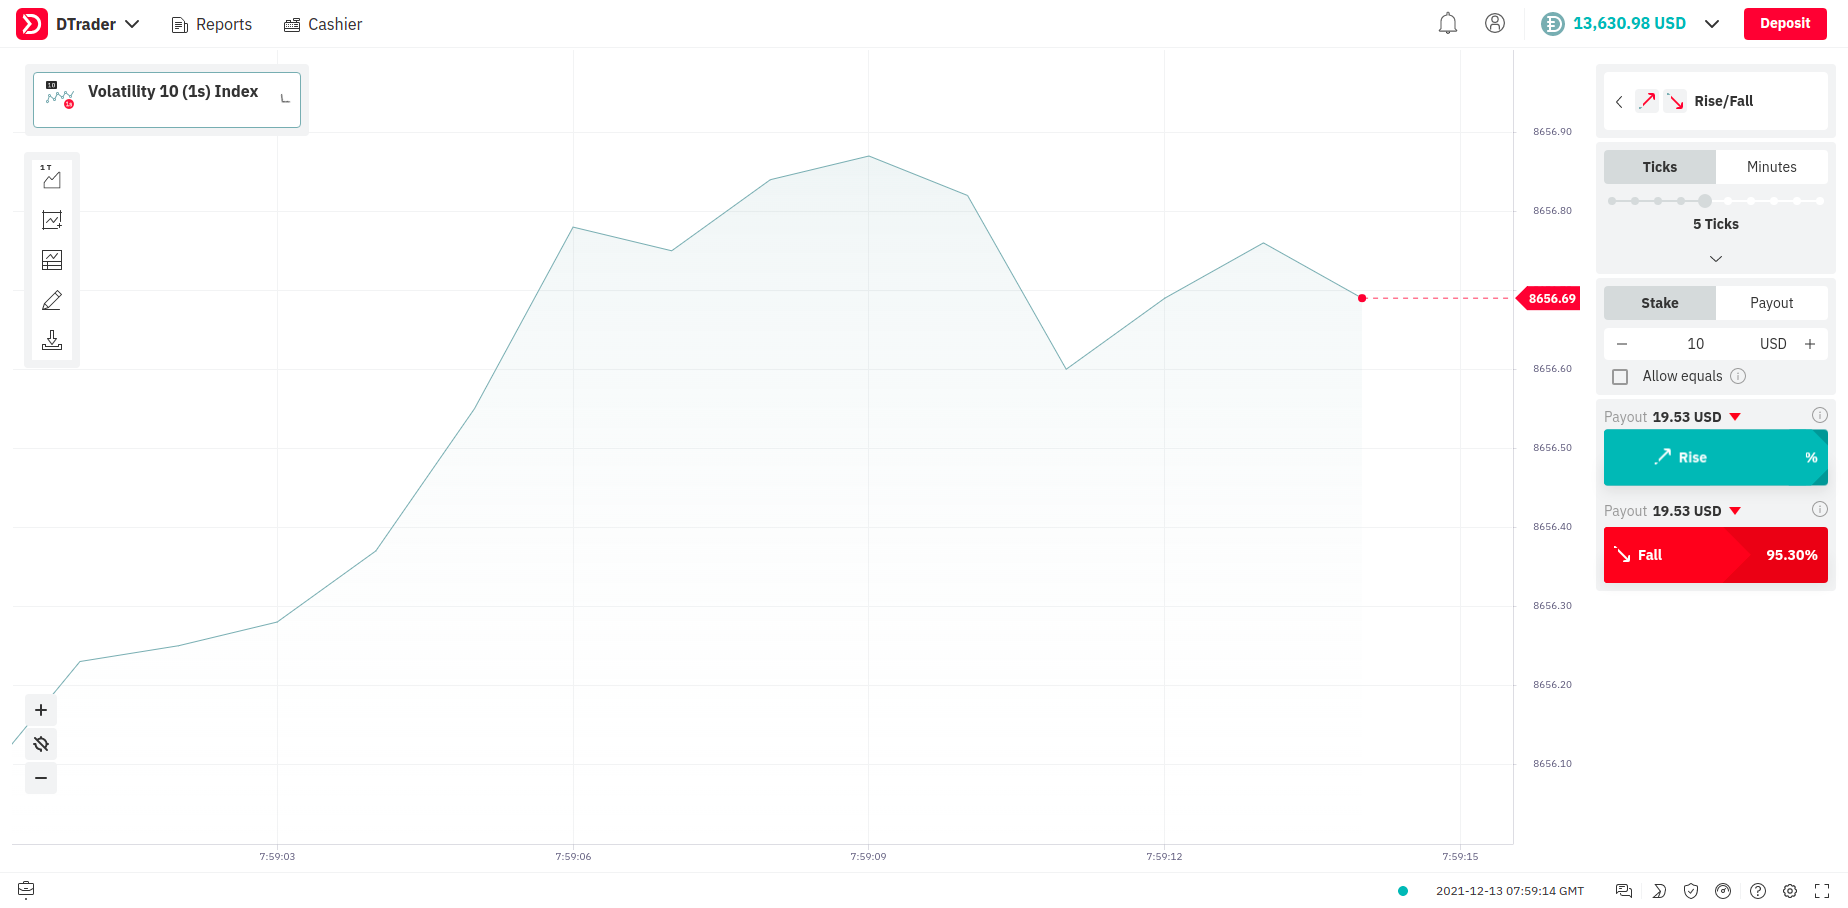 DTrader
Reports
Cashier
13,630.98 USD
Deposit
10
1s
Volatility 10 (1s) Index
1T
8656.90
8656.80
8656.69
8656.60
8656.50
8656.40
8656.30
8656.20
8656.10
7:59:03
7:59:06
7:59:09
7:59:12
7:59:15
Rise/Fall
Ticks
Minutes
5 Ticks
Stake
Payout
10
USD
Allow equals
Payout 19.53 USD
Rise
%
Payout 19.53 USD
Fall
95.30%
2021-12-13 07:59:14 GMT